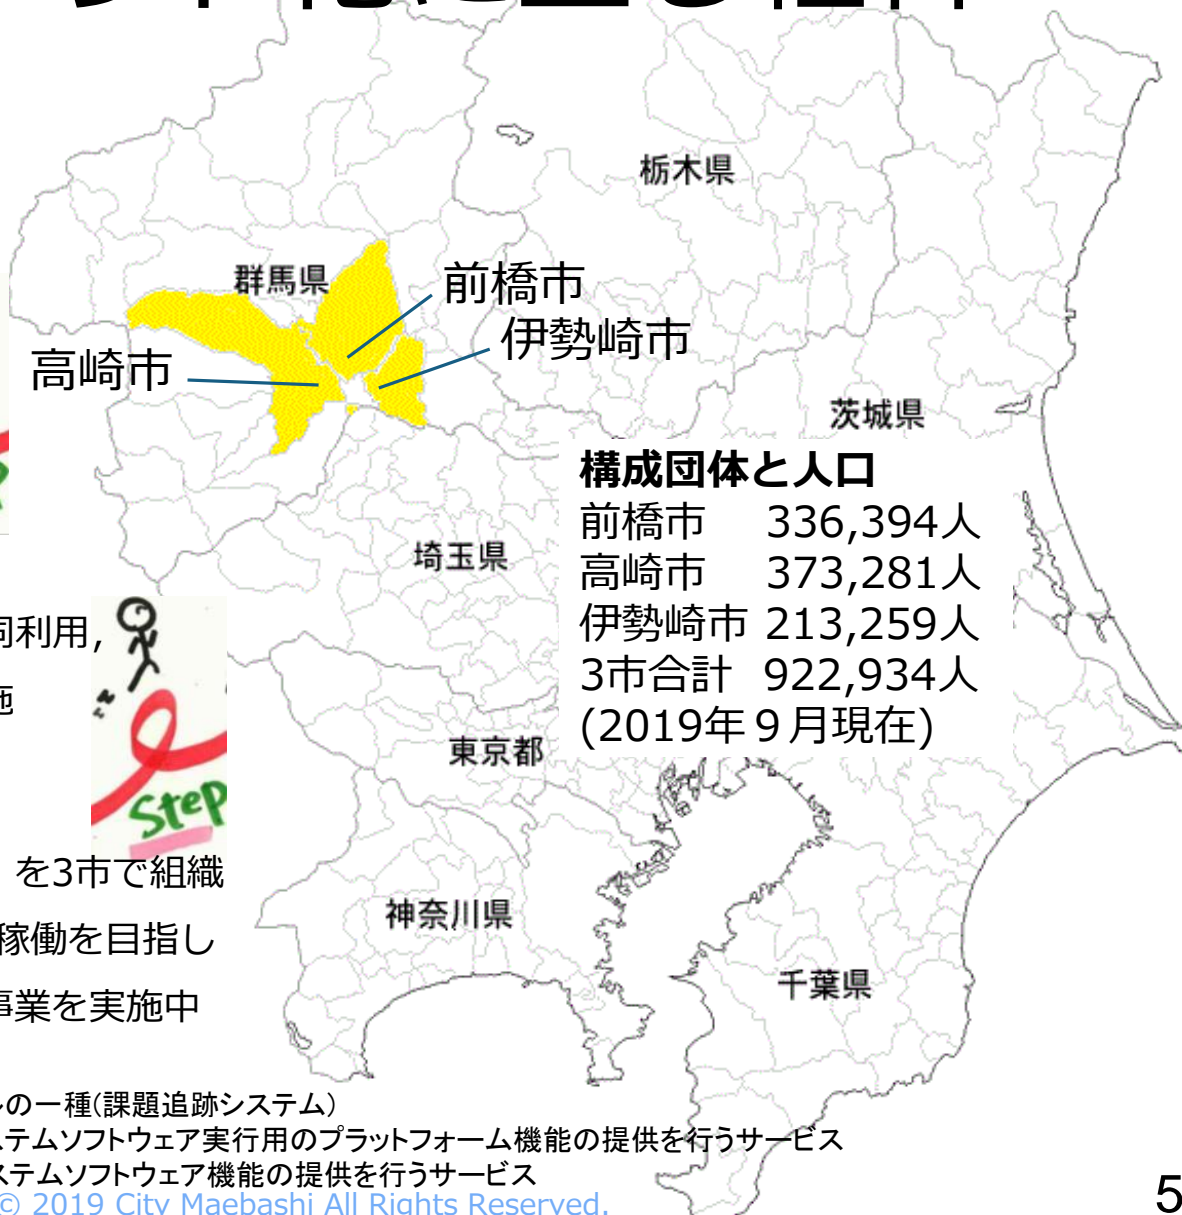 栃木県
群馬県
前橋市
伊勢崎市
高崎市
茨城県
構成団体と人口
前橋市 336,394人
高崎市 373,281人
伊勢崎市 213,259人
3市合計 922,934人
(2019年９月現在)
埼玉県
同利用,
施
東京都
Step
を3市で組織
神奈川県
稼働を目指し
千葉県
事業を実施中
ルの一種(課題追跡システム)
ステムソフトウェア実行用のプラットフォーム機能の提供を行うサービス
ステムソフトウェア機能の提供を行うサービス
© 2019 City Maebashi All Rights Reserved.
5